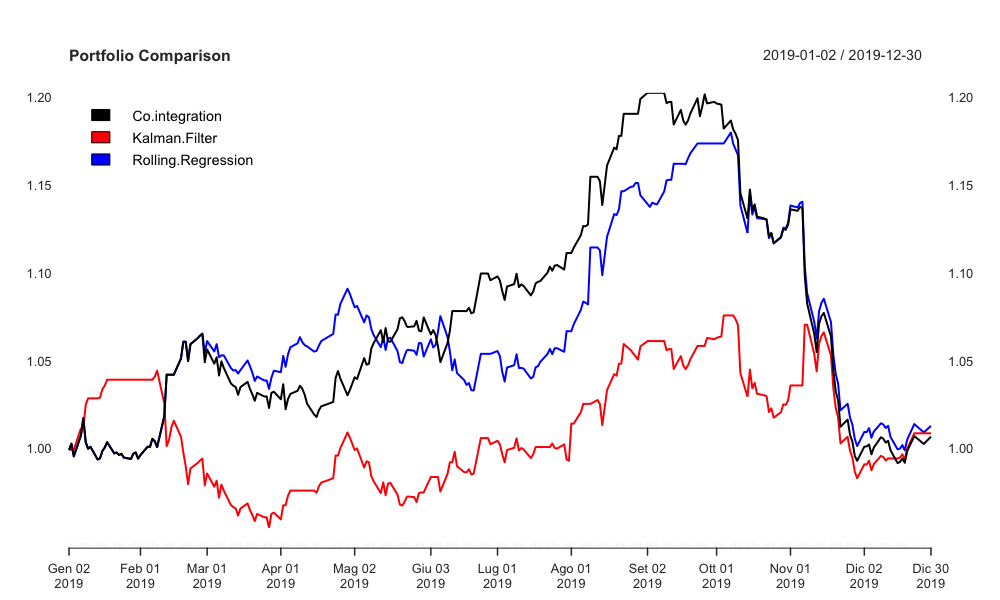 Portfolio Comparison 2019-01-02 / 2019-12-30
1.20 1.20
Co.integration
Kalman.Filter
Rolling.Regression
1.15 1.15
1.10 1.10
1.05 1.05
1.00 1.00
Gen 02 Feb 01 Mar 01 Apr 01 Mag 02 Giu 03 Lug 01 Ago 01 Set 02 Ott 01 Nov 01 Dic 02 Dic 30
2019 2019 2019 2019 2019 2019 2019 2019 2019 2019 2019 2019 2019